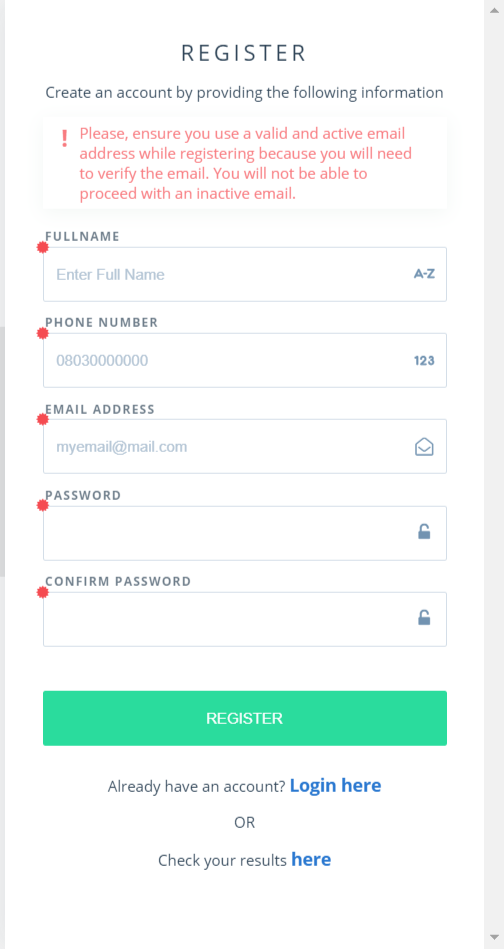 REGISTER
Create an account by providing the following information
! Please, ensure you use a valid and active email
address while registering because you will need
to verify the email. You will not be able to
proceed with an inactive email.
FULLNAME
Enter Full Name A-Z
PHONE NUMBER
08030000000 123
EMAIL ADDRESS
myemail@mail.com
PASSWORD
CONFIRM PASSWORD
REGISTER
Already have an account? Login here
OR
Check your results here